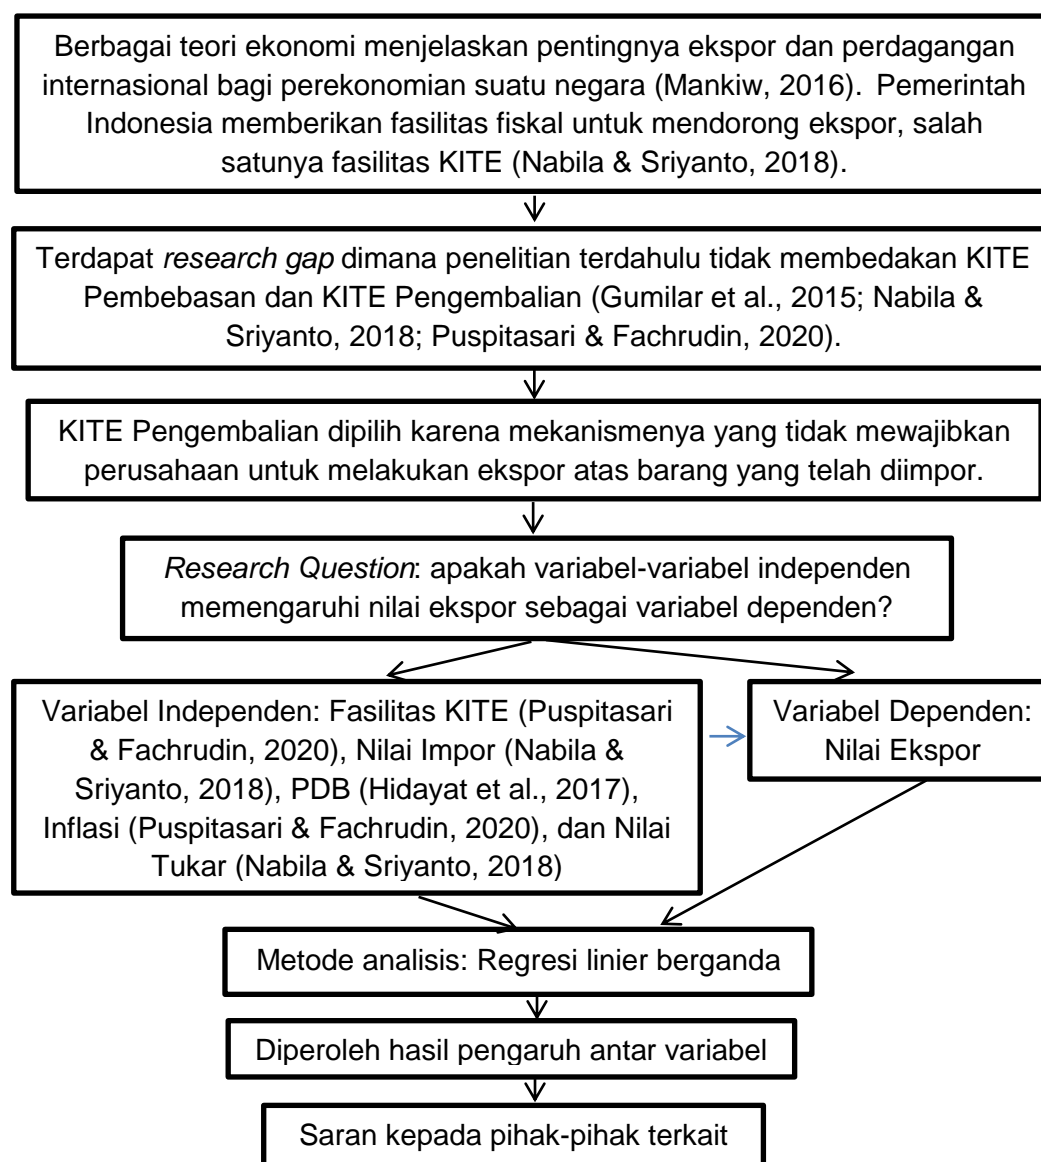 Berbagai teori ekonomi menjelaskan pentingnya ekspor dan perdagangan
internasional bagi perekonomian suatu negara (Mankiw, 2016). Pemerintah
Indonesia memberikan fasilitas fiskal untuk mendorong ekspor, salah
satunya fasilitas KITE (Nabila & Sriyanto, 2018).
Terdapat research gap dimana penelitian terdahulu tidak membedakan KITE
Pembebasan dan KITE Pengembalian (Gumilar et al., 2015; Nabila &
Sriyanto, 2018; Puspitasari & Fachrudin, 2020).
KITE Pengembalian dipilih karena mekanismenya yang tidak mewajibkan
perusahaan untuk melakukan ekspor atas barang yang telah diimpor.
Research Question: apakah variabel-variabel independen
memengaruhi nilai ekspor sebagai variabel dependen?
Variabel Independen: Fasilitas KITE (Puspitasari
& Fachrudin, 2020), Nilai Impor (Nabila &
Sriyanto, 2018), PDB (Hidayat et al., 2017),
Inflasi (Puspitasari & Fachrudin, 2020), dan Nilai
Tukar (Nabila & Sriyanto, 2018)
Variabel Dependen:
Nilai Ekspor
Metode analisis: Regresi linier berganda
Diperoleh hasil pengaruh antar variabel
Saran kepada pihak-pihak terkait